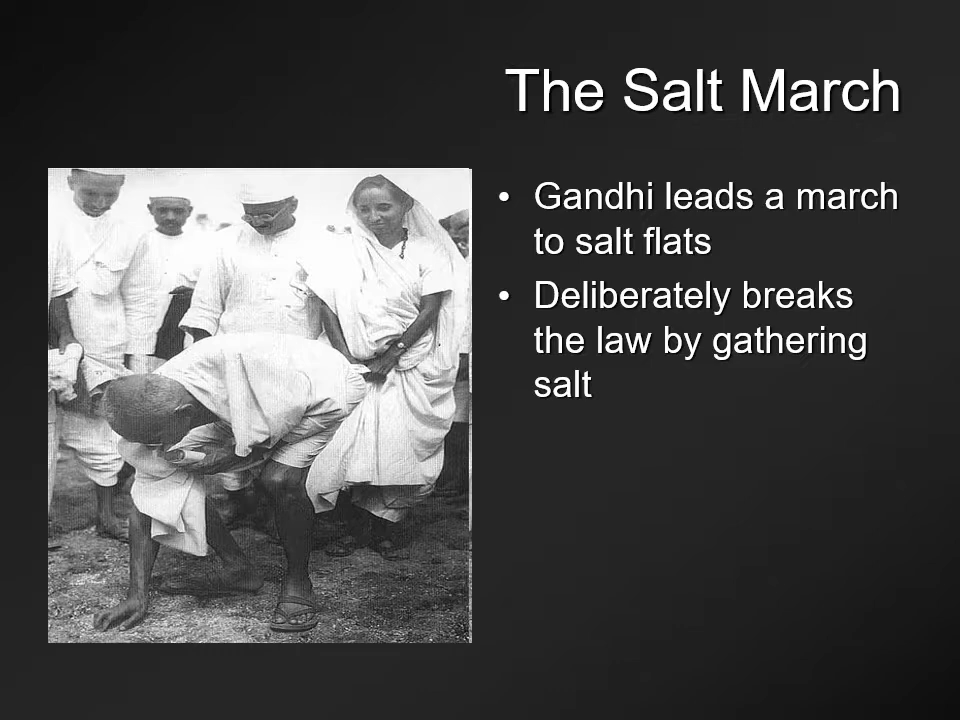 The Salt March
• Gandhi leads a march
to salt flats
• Deliberately breaks
the law by gathering
salt